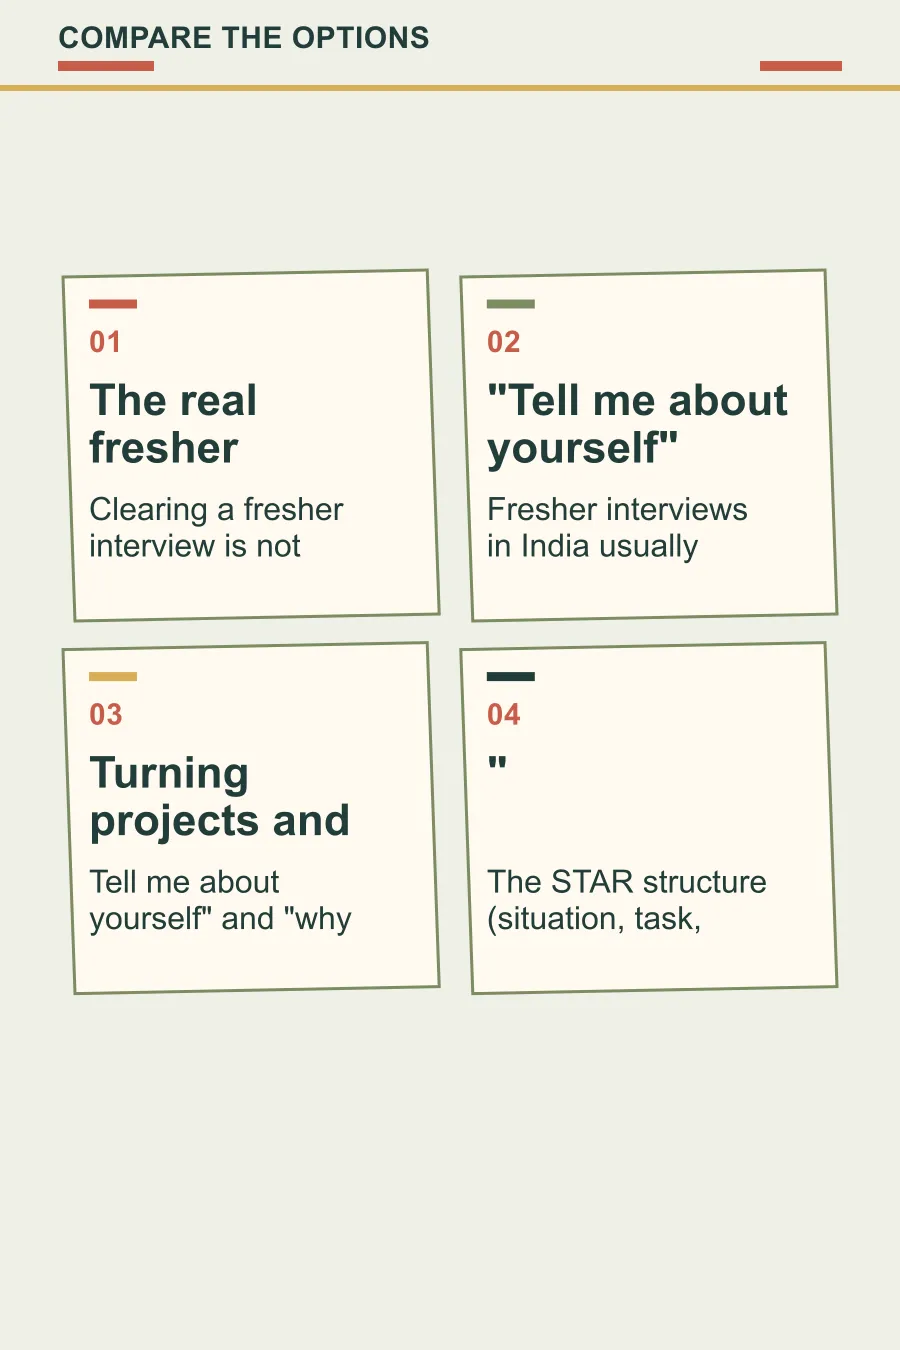 COMPARE THE OPTIONS
01
The real
fresher
Clearing a fresher
interview is not
02
"Tell me about
yourself"
Fresher interviews
in India usually
03
Turning
projects and
Tell me about
yourself" and "why
04
"
The STAR structure
(situation, task,